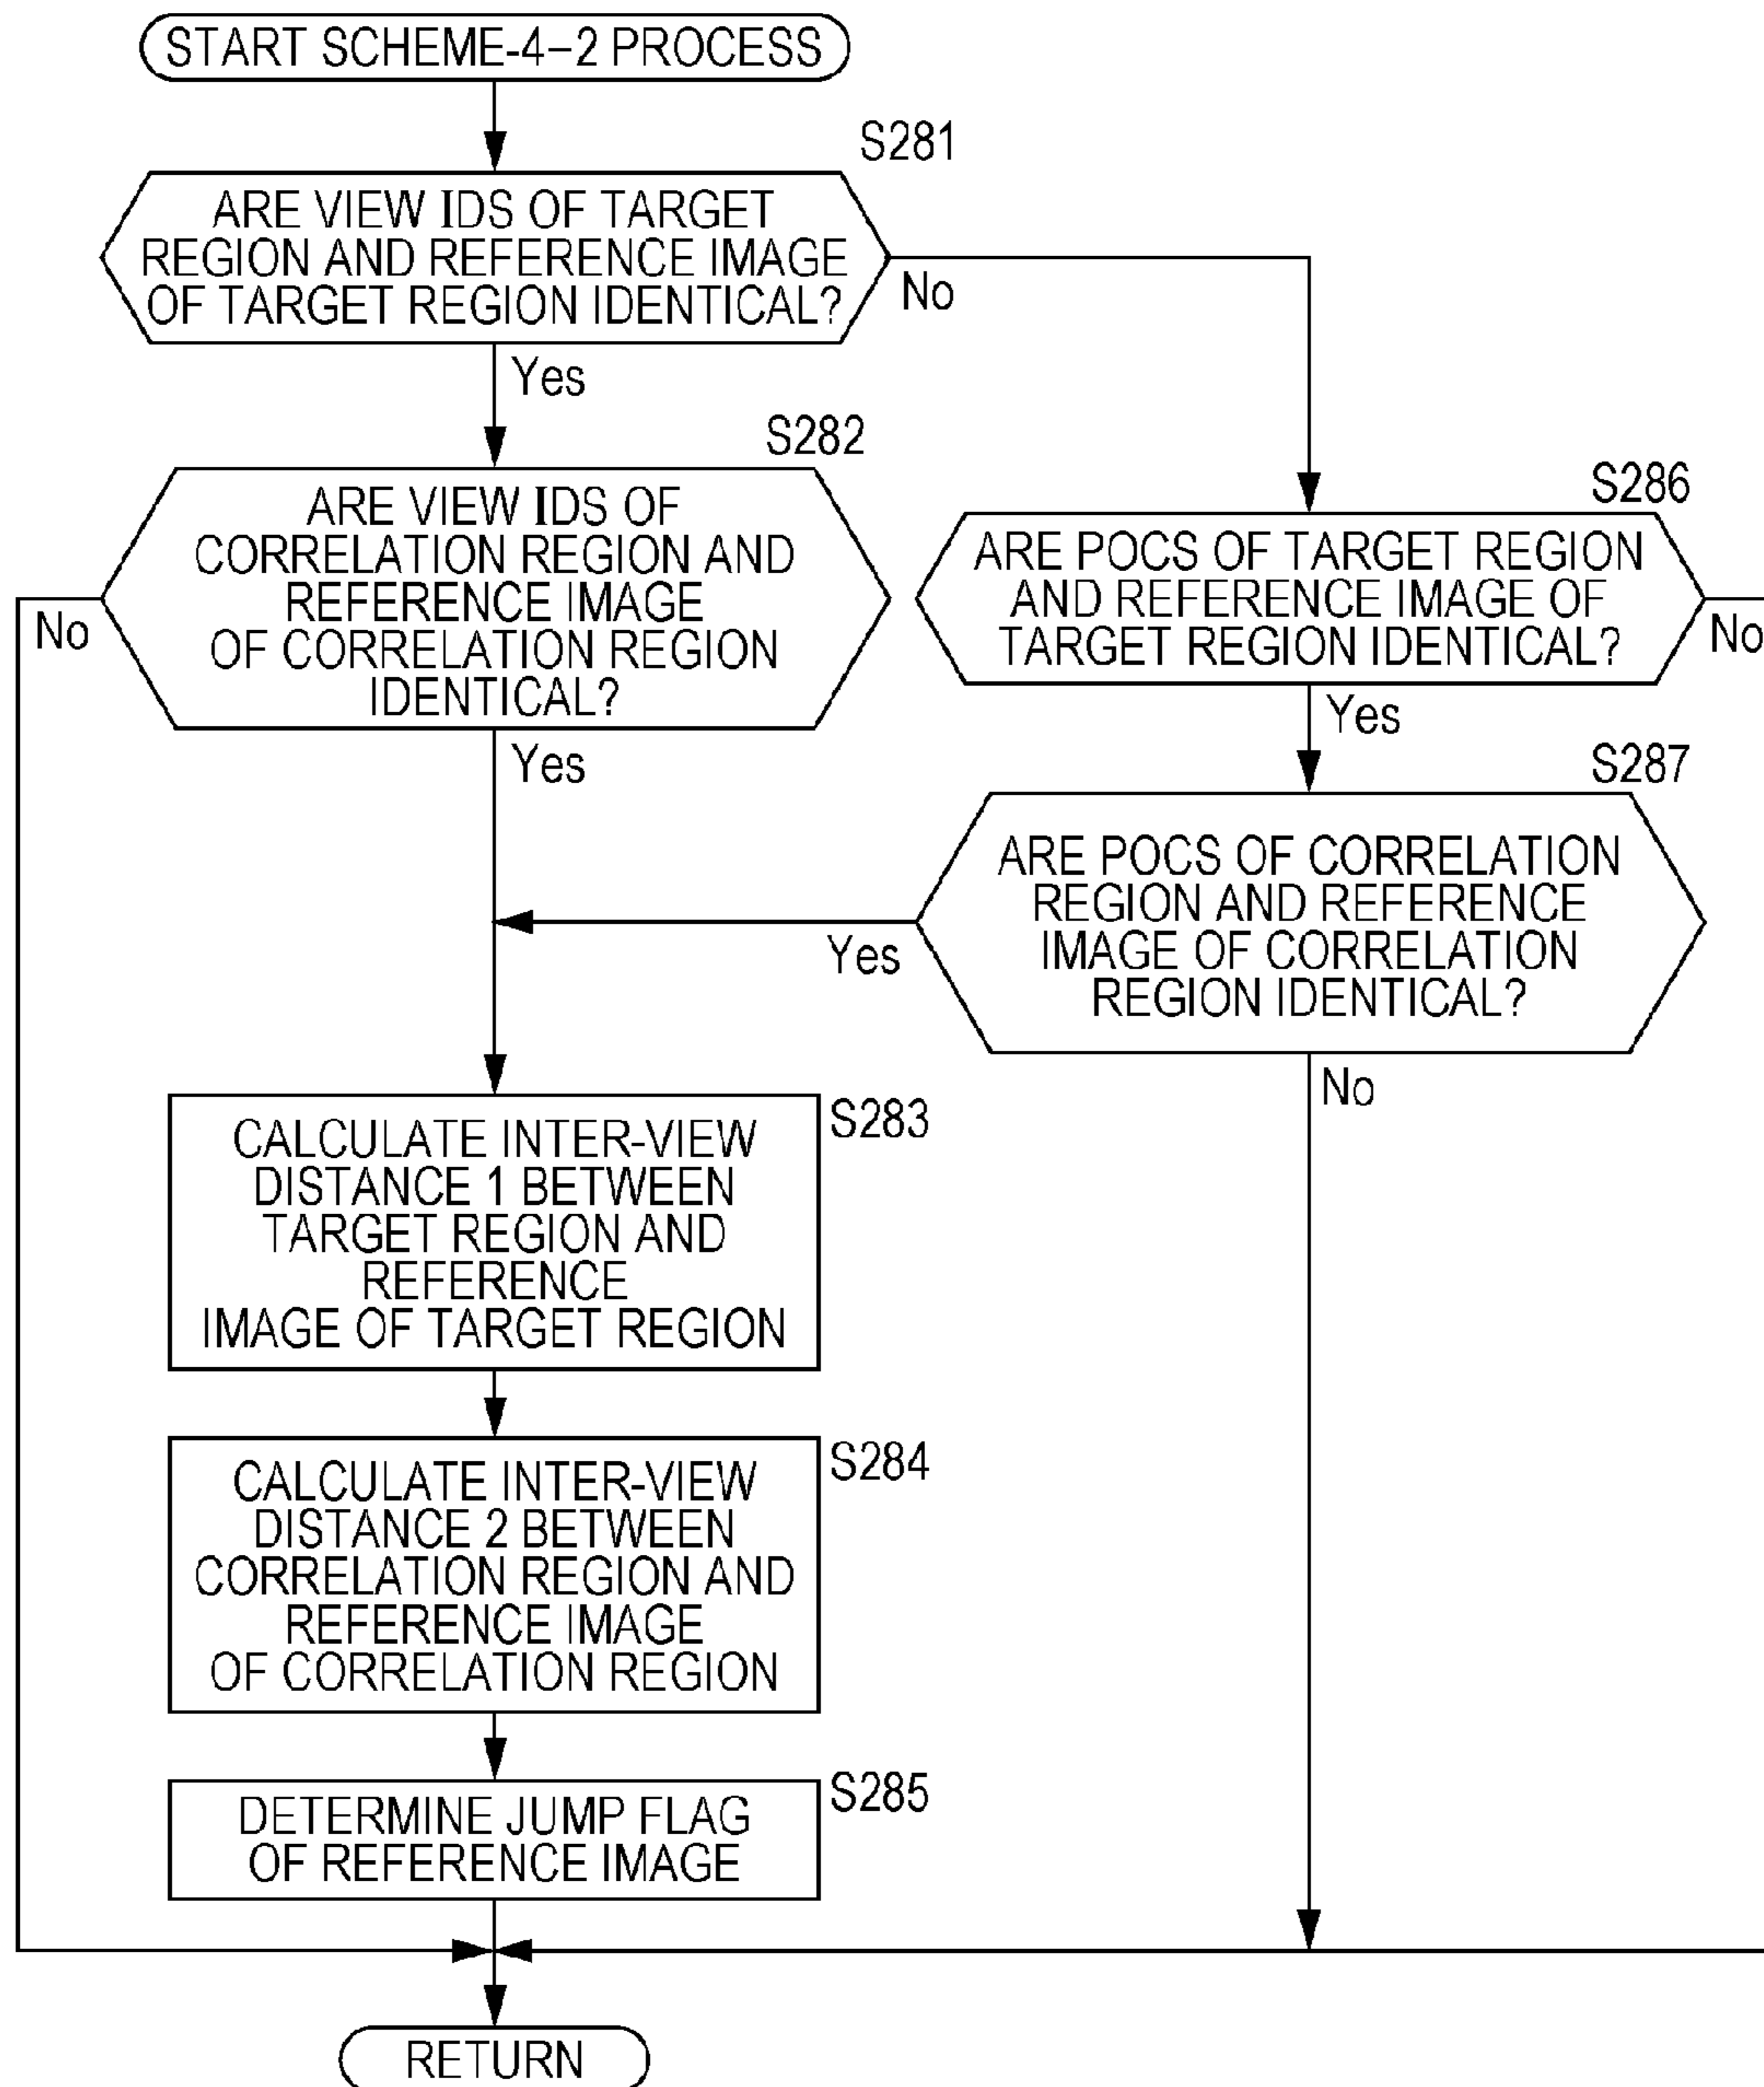 START SCHEME-4-2 PROCESS
S281
ARE VIEW IDS OF TARGET
REGION AND REFERENCE IMAGE
OF TARGET REGION IDENTICAL?
No
Yes
S282
ARE VIEW IDS OF
CORRELATION REGION AND
REFERENCE IMAGE
OF CORRELATION REGION
IDENTICAL?
No
Yes
S286
ARE POCS OF TARGET REGION
AND REFERENCE IMAGE OF
TARGET REGION IDENTICAL?
No
Yes
S287
ARE POCS OF CORRELATION
REGION AND REFERENCE
IMAGE OF CORRELATION
REGION IDENTICAL?
Yes
No
S283
CALCULATE INTER-VIEW
DISTANCE 1 BETWEEN
TARGET REGION AND
REFERENCE
IMAGE OF TARGET REGION
S284
CALCULATE INTER-VIEW
DISTANCE 2 BETWEEN
CORRELATION REGION AND
REFERENCE IMAGE
OF CORRELATION REGION
S285
DETERMINE JUMP FLAG
OF REFERENCE IMAGE
RETURN